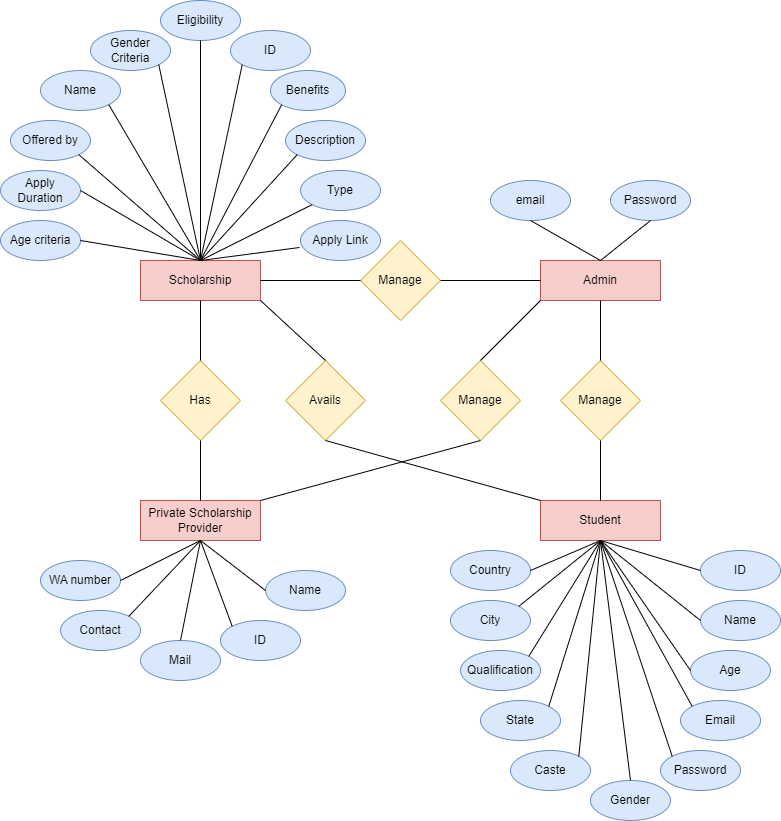 Eligibility
Gender
Criteria
ID
Name
Benefits
Offered by
Description
Apply
Duration
Type
Age criteria
Apply Link
email
Password
Scholarship
Manage
Admin
Has
Avails
Manage
Manage
Private Scholarship
Provider
Student
WA number
Name
Contact
ID
Mail
Country
ID
City
Name
Qualification
Age
State
Email
Caste
Password
Gender